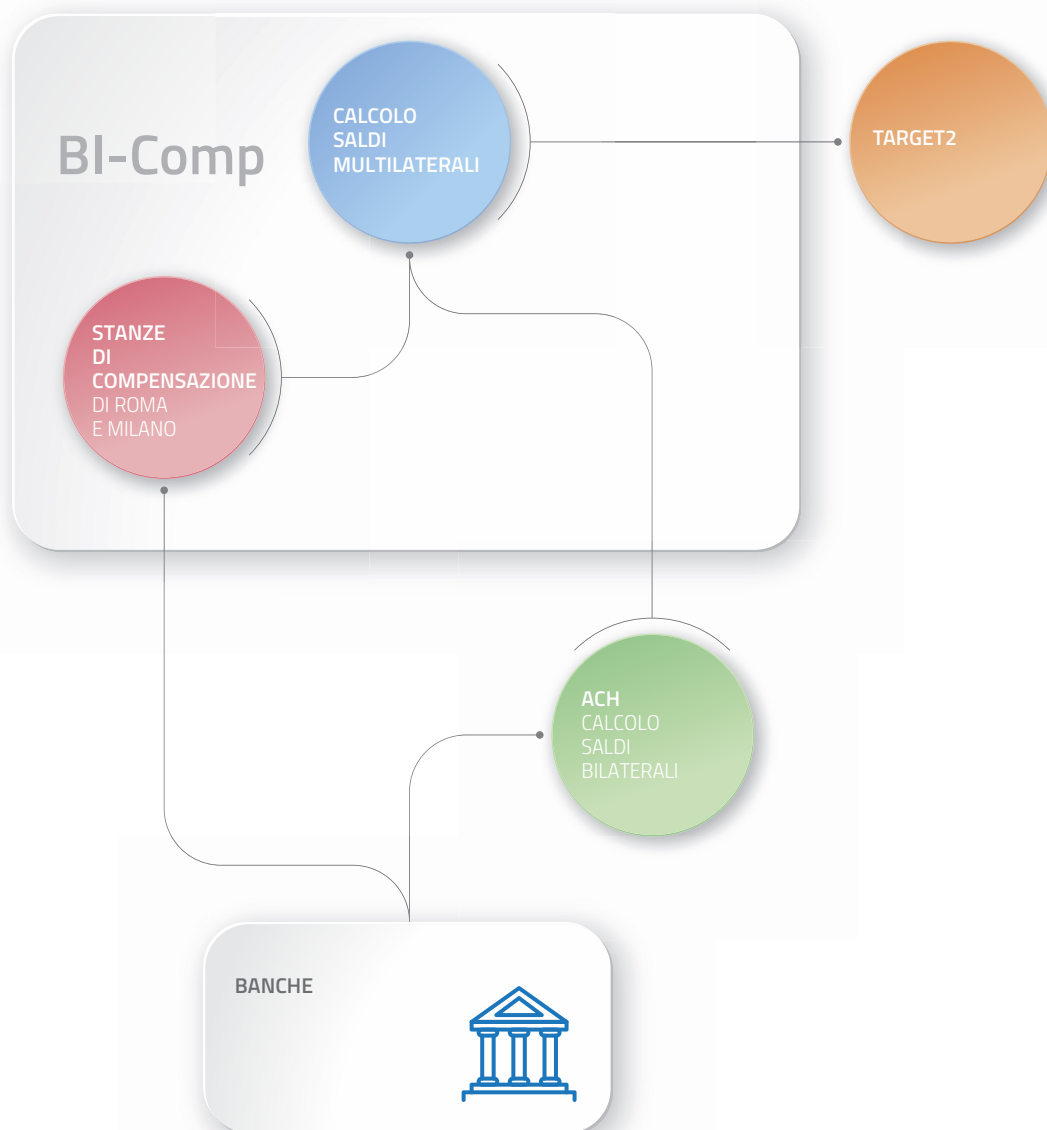 BI-Comp
CALCOLO
SALDI
MULTILATERALI
TARGET2
STANZE
DI
COMPENSAZIONE
DI ROMA
E MILANO
ACH
CALCOLO
SALDI
BILATERALI
BANCHE